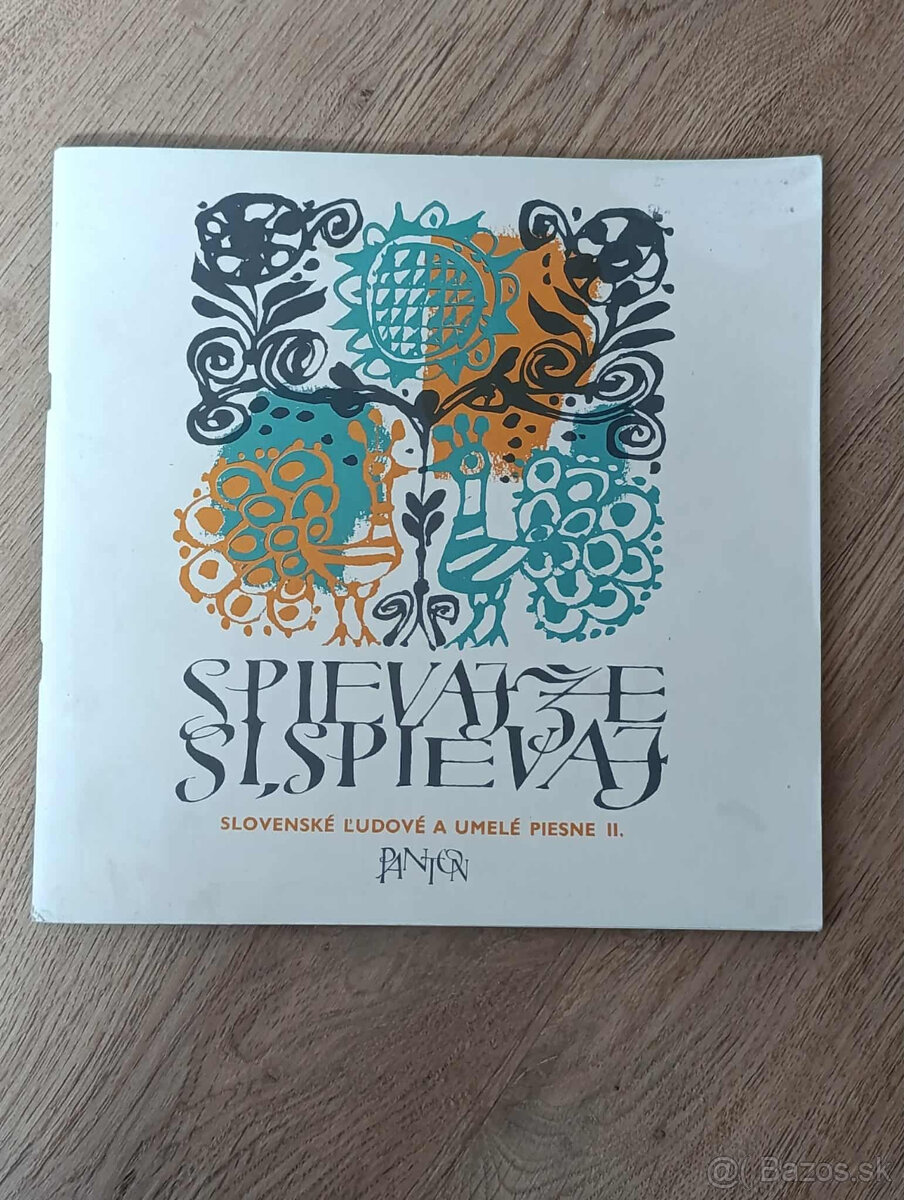 SPIEVAJŽE
SI, SPIEVAJ
SLOVENSKÉ ĽUDOVÉ A UMELÉ PIESNE II.
PANTON
@( Bazos.sk